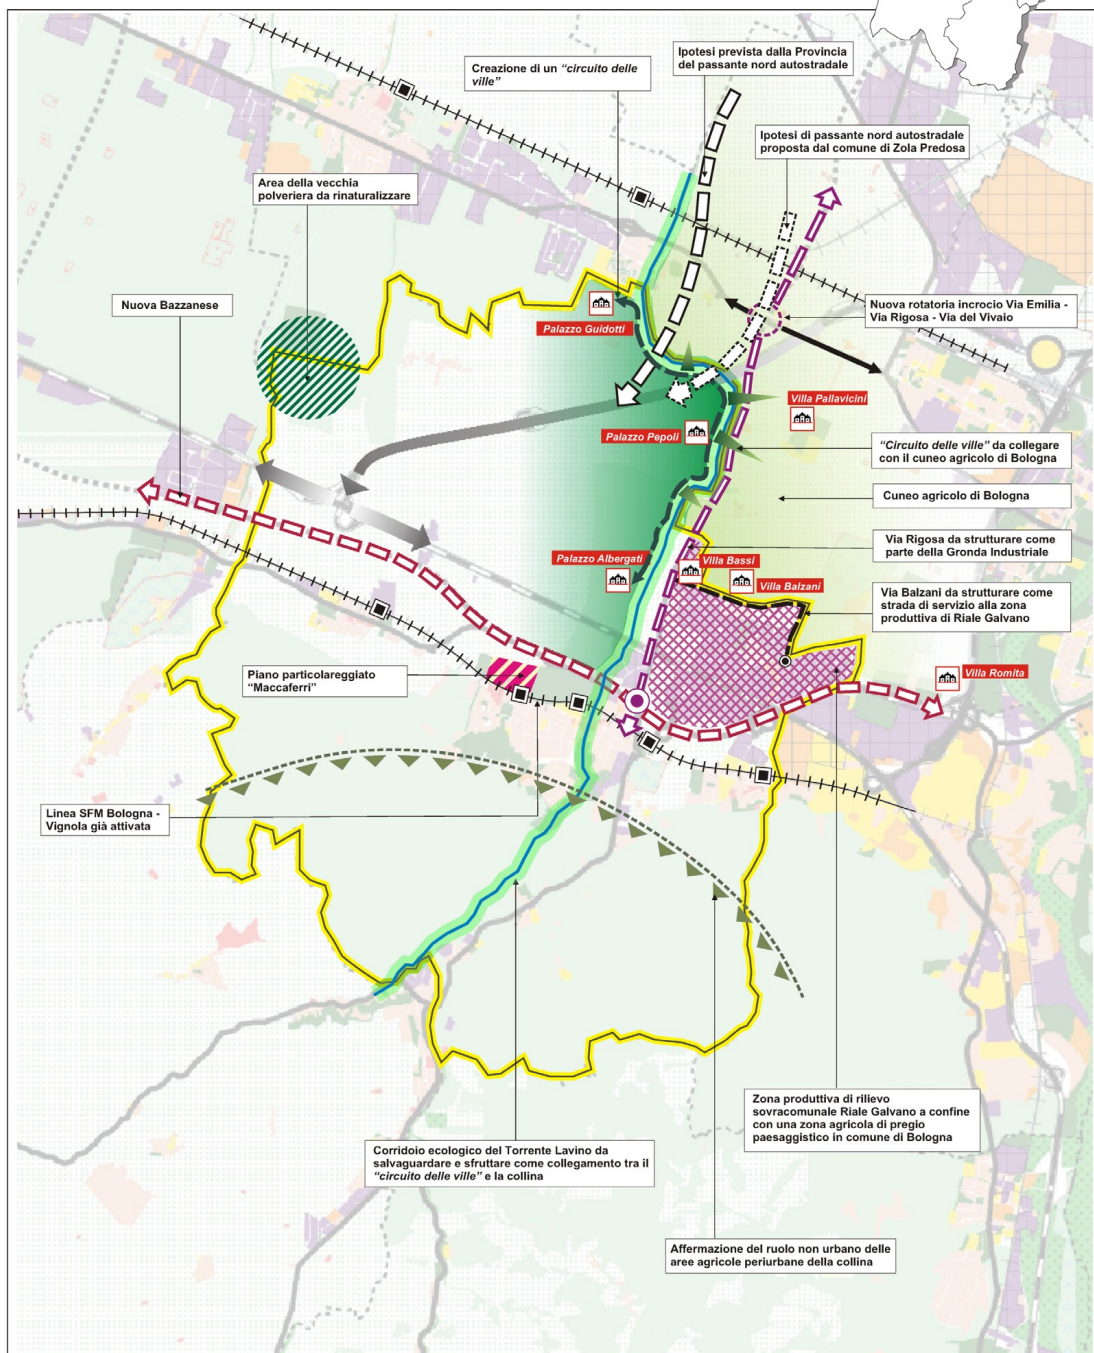 Ipotesi prevista dalla Provincia
del passante nord autostradale
Creazione di un “circuito delle
ville”
Ipotesi di passante nord autostradale
proposta dal comune di Zola Predosa
Area della vecchia
polveriera da rinaturalizzare
Nuova Bazzanese
Nuova rotatoria incrocio Via Emilia -
Via Rigosa - Via del Vivaio
Palazzo Guidotti
Villa Pallavicini
Palazzo Pepoli
“Circuito delle ville” da collegare
con il cuneo agricolo di Bologna
Cuneo agricolo di Bologna
Via Rigosa da strutturare come
parte della Gronda Industriale
Palazzo Albergati
Villa Bassi
Villa Balzani
Via Balzani da strutturare come
strada di servizio alla zona
produttiva di Riale Galvano
Piano particolareggiato
“Maccaferri”
Villa Romita
Linea SFM Bologna -
Vignola già attivata
Zona produttiva di rilievo
sovracomunale Riale Galvano a confine
con una zona agricola di pregio
paesaggistico in comune di Bologna
Corridoio ecologico del Torrente Lavino da
salvaguardare e sfruttare come collegamento tra il
“circuito delle ville” e la collina
Affermazione del ruolo non urbano delle
aree agricole periurbane della collina